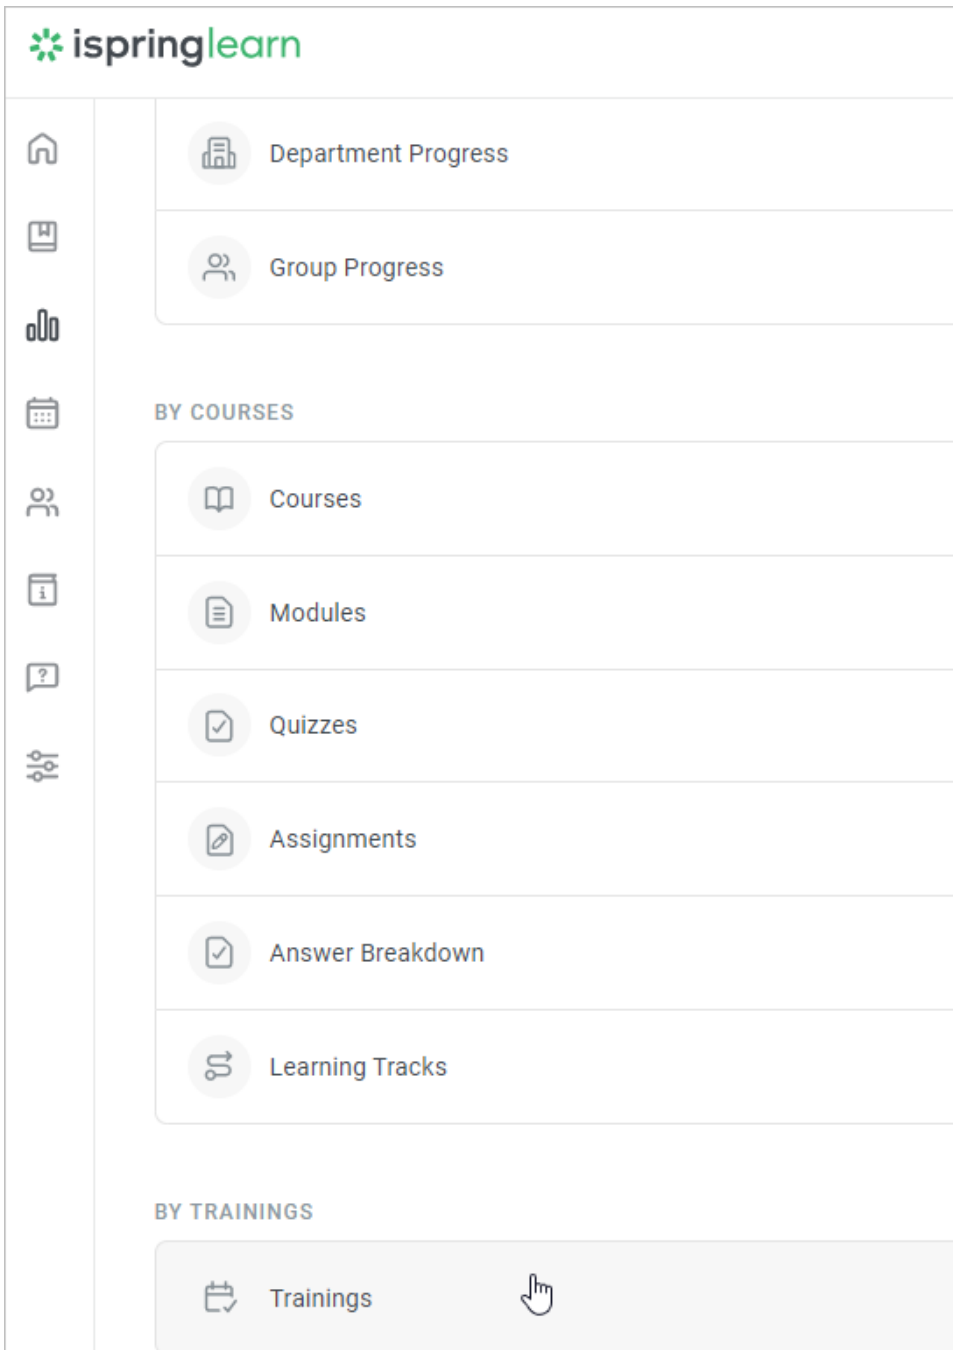 ispringlearn
Department Progress
Group Progress
BY COURSES
Courses
Modules
Quizzes
Assignments
Answer Breakdown
Learning Tracks
BY TRAININGS
Trainings